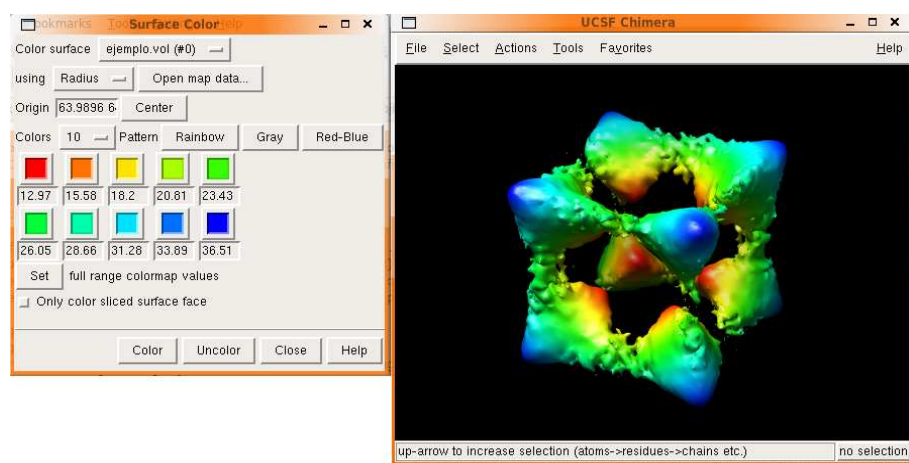 Surface Color
Color surface ejemplo.vol (#0)
using Radius Open map data...
Origin 63.9896 6 Center
Colors 10 Pattern Rainbow Gray Red-Blue
12.97 15.58 18.2 20.81 23.43
26.05 28.66 31.28 33.89 36.51
Set full range colormap values
Only color sliced surface face
Color Uncolor Close Help
UCSF Chimera
File Select Actions Tools Favorites Help
up-arrow to increase selection (atoms->residues->chains etc.) no selection